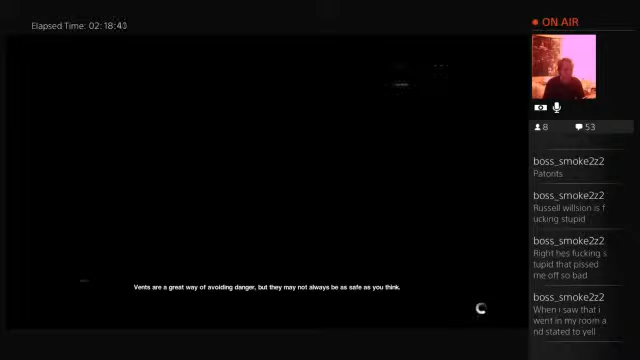 Elapsed Time: 02:18:43
ON AIR
8
53
boss_smoke2z2
Patorits
boss_smoke2z2
Russell willsion is f
ucking stupid
boss_smoke2z2
Right hes fucking s
tupid that pissed
me off so bad
boss_smoke2z2
When i saw that i
went in my room a
nd stated to yell
Vents are a great way of avoiding danger, but they may not always be as safe as you think.